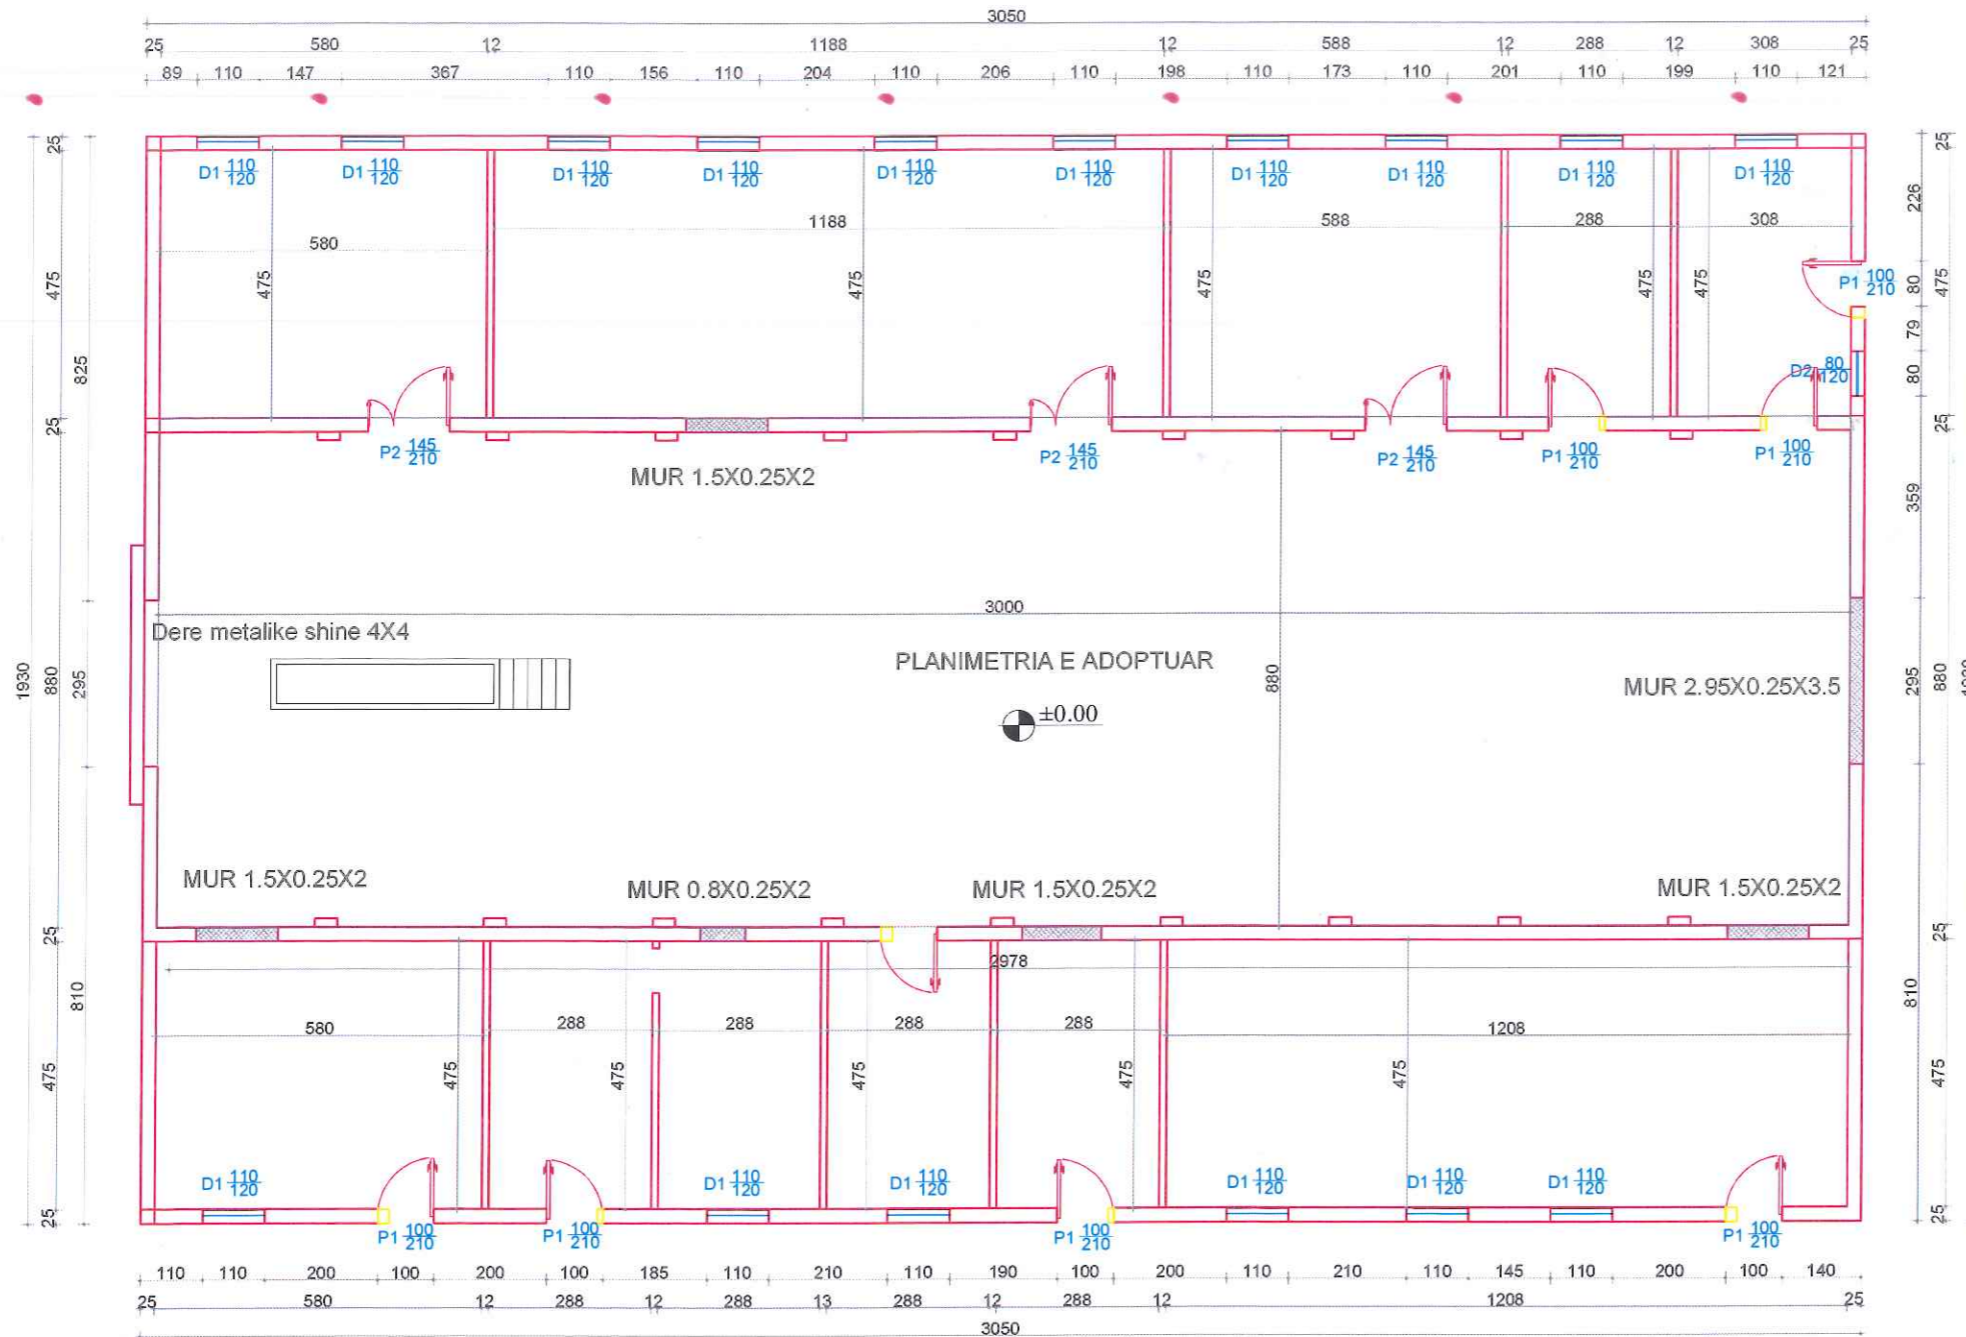 3050
25 580 12 1188 12 588 12 288 12 308 25
89 110 147 367 110 156 110 204 110 206 110 198 110 173 110 201 110 199 110 121
D1 110/120 D1 110/120 D1 110/120 D1 110/120 D1 110/120 D1 110/120 D1 110/120 D1 110/120 D1 110/120 D1 110/120
25 25
226
580 1188 588 288 308
475 475 475 475 475 475 80 475
P1 100/210
79
825
D2 80/120 80
25 25
P2 145/210 P2 145/210 P2 145/210 P1 100/210 P1 100/210
MUR 1.5X0.25X2
359
3000
Dere metalike shine 4X4
PLANIMETRIA E ADOPTUAR
1930 880 295 880 295 880
MUR 2.95X0.25X3.5
±0.00
MUR 1.5X0.25X2 MUR 0.8X0.25X2 MUR 1.5X0.25X2 MUR 1.5X0.25X2
25 25
2978
810 810
580 288 288 288 288 1208
475 475 475 475 475 475 475
D1 110/120 D1 110/120 D1 110/120 D1 110/120 D1 110/120 D1 110/120
25 25
P1 100/210 P1 100/210 P1 100/210 P1 100/210
110 110 200 100 200 100 185 110 210 110 190 100 200 110 210 110 145 110 200 100 140
25 580 12 288 12 288 13 288 12 288 12 1208 25
3050